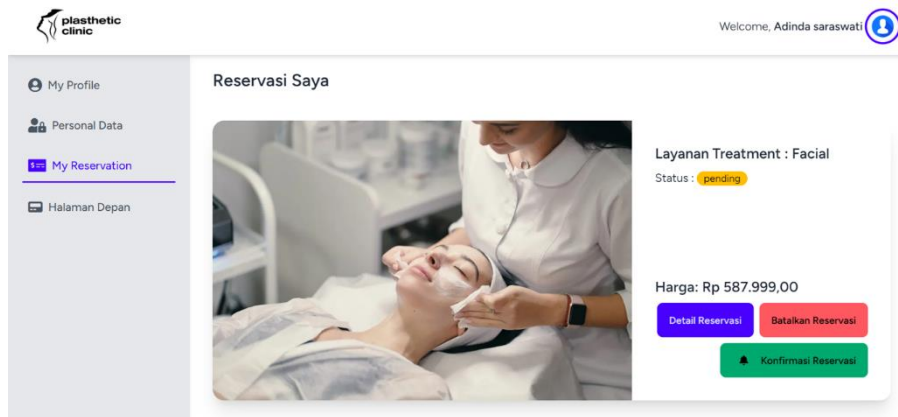 plasthetic
clinic
Welcome, Adinda saraswati
My Profile
Personal Data
My Reservation
Halaman Depan
Reservasi Saya
Layanan Treatment : Facial
Status : pending
Harga: Rp 587.999,00
Detail Reservasi
Batalkan Reservasi
Konfirmasi Reservasi